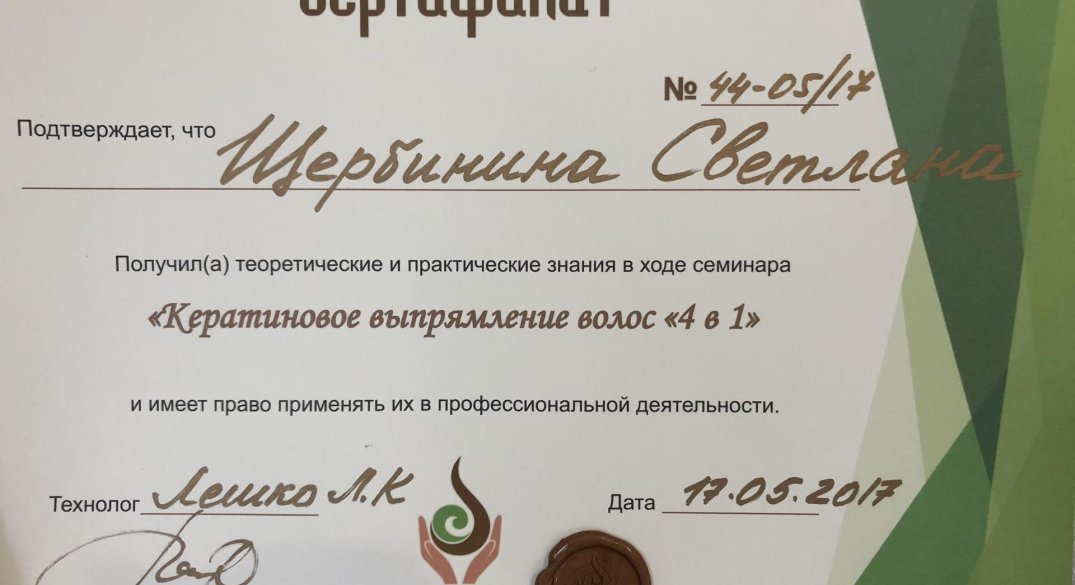 Сертификат
№ 44-05/17
Подтверждает, что Щербинина Светлана
Получил(а) теоретические и практические знания в ходе семинара
«Кератиновое выпрямление волос «4 в 1»
и имеет право применять их в профессиональной деятельности.
Технолог Лешко Л.К Дата 17.05.2017